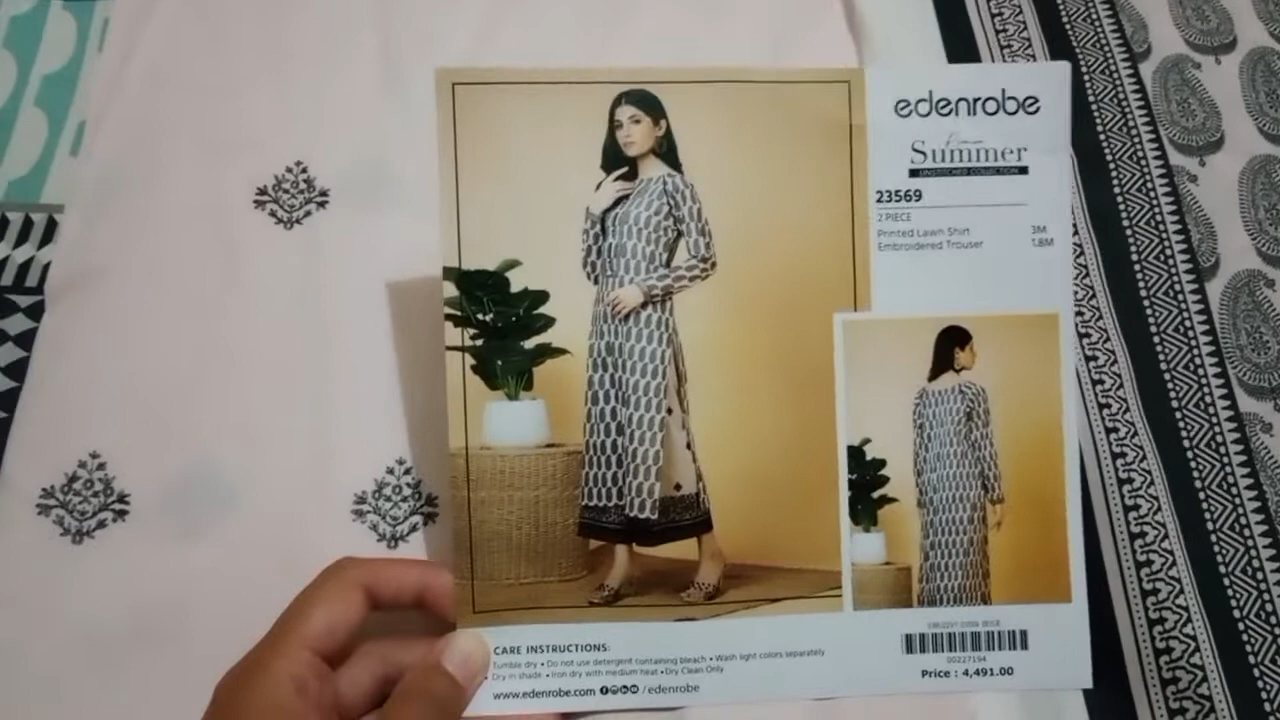 edenrobe
Summer
UNSTITCHED COLLECTION
23569
2 PIECE
Printed Lawn Shirt 3M
Embroidered Trouser 1.8M
CARE INSTRUCTIONS:
Tumble dry • Do not use detergent containing bleach • Wash light colors separately
• Dry in shade • Iron dry with medium heat • Dry Clean Only
www.edenrobe.com /edenrobe
00227194
Price : 4,491.00